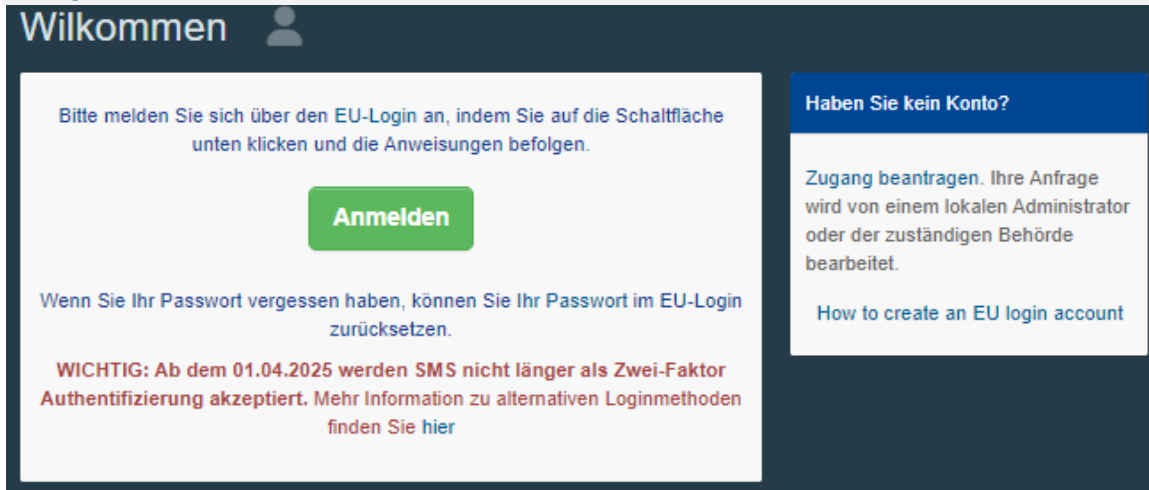 Wilkommen
Bitte melden Sie sich über den EU-Login an, indem Sie auf die Schaltfläche
unten klicken und die Anweisungen befolgen.
Anmelden
Wenn Sie Ihr Passwort vergessen haben, können Sie Ihr Passwort im EU-Login
zurücksetzen.
WICHTIG: Ab dem 01.04.2025 werden SMS nicht länger als Zwei-Faktor
Authentifizierung akzeptiert. Mehr Information zu alternativen Loginmethoden
finden Sie hier
Haben Sie kein Konto?
Zugang beantragen. Ihre Anfrage
wird von einem lokalen Administrator
oder der zuständigen Behörde
bearbeitet.
How to create an EU login account